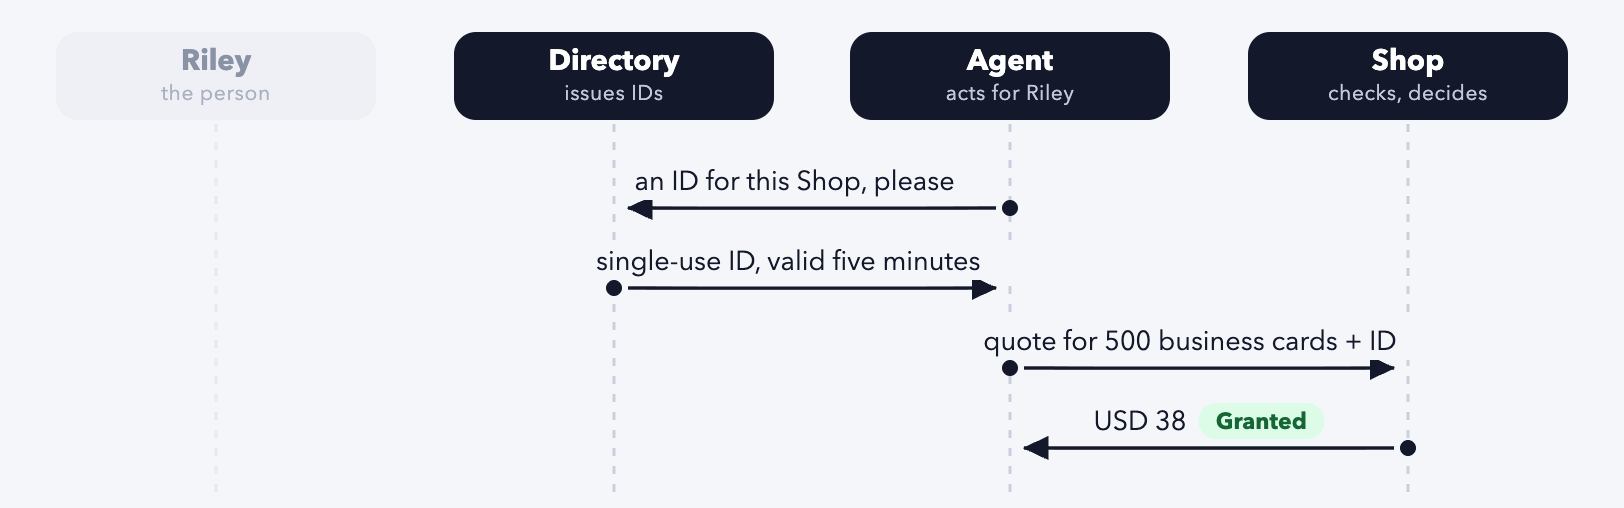 Riley
the person
Directory
issues IDs
Agent
acts for Riley
Shop
checks, decides
an ID for this Shop, please
single-use ID, valid five minutes
quote for 500 business cards + ID
USD 38 Granted